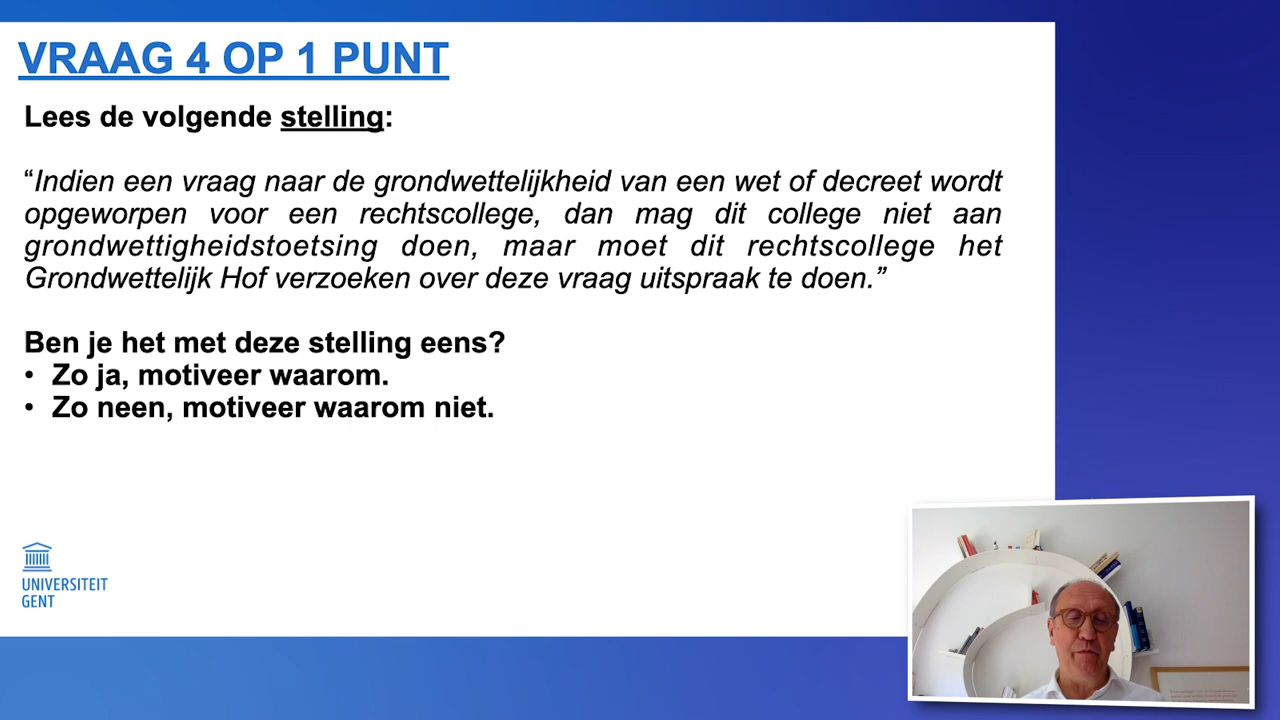 VRAAG 4 OP 1 PUNT
Lees de volgende stelling:
“Indien een vraag naar de grondwettelijkheid van een wet of decreet wordt
opgeworpen voor een rechtscollege, dan mag dit college niet aan
grondwettigheidstoetsing doen, maar moet dit rechtscollege het
Grondwettelijk Hof verzoeken over deze vraag uitspraak te doen.”
Ben je het met deze stelling eens?
• Zo ja, motiveer waarom.
• Zo neen, motiveer waarom niet.
UNIVERSITEIT
GENT